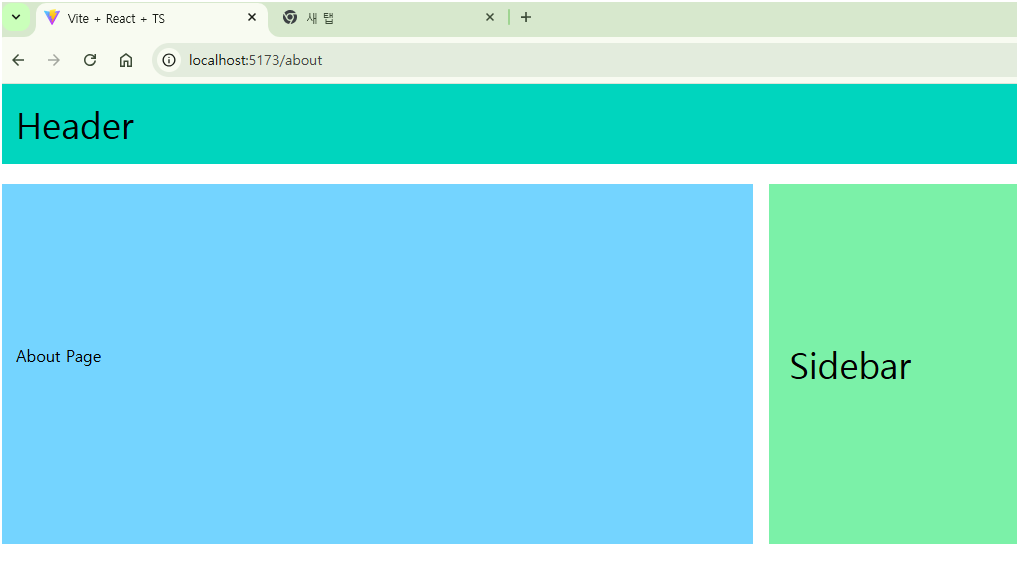 Vite + React + TS
새 탭
localhost:5173/about
Header
About Page
Sidebar